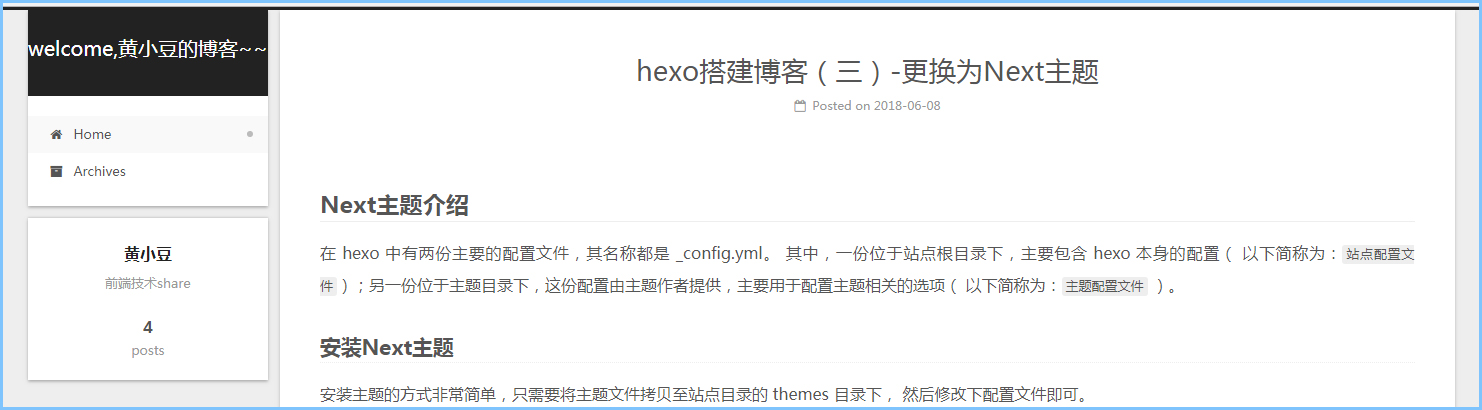 welcome,黄小豆的博客~~
Home
Archives
黄小豆
前端技术share
4
posts
hexo搭建博客（三）-更换为Next主题
Posted on 2018-06-08
Next主题介绍
在 hexo 中有两份主要的配置文件，其名称都是 _config.yml。 其中，一份位于站点根目录下，主要包含 hexo 本身的配置（ 以下简称为：站点配置文
件 ）；另一份位于主题目录下，这份配置由主题作者提供，主要用于配置主题相关的选项（ 以下简称为：主题配置文件 ）。
安装Next主题
安装主题的方式非常简单，只需要将主题文件拷贝至站点目录的 themes 目录下， 然后修改下配置文件即可。